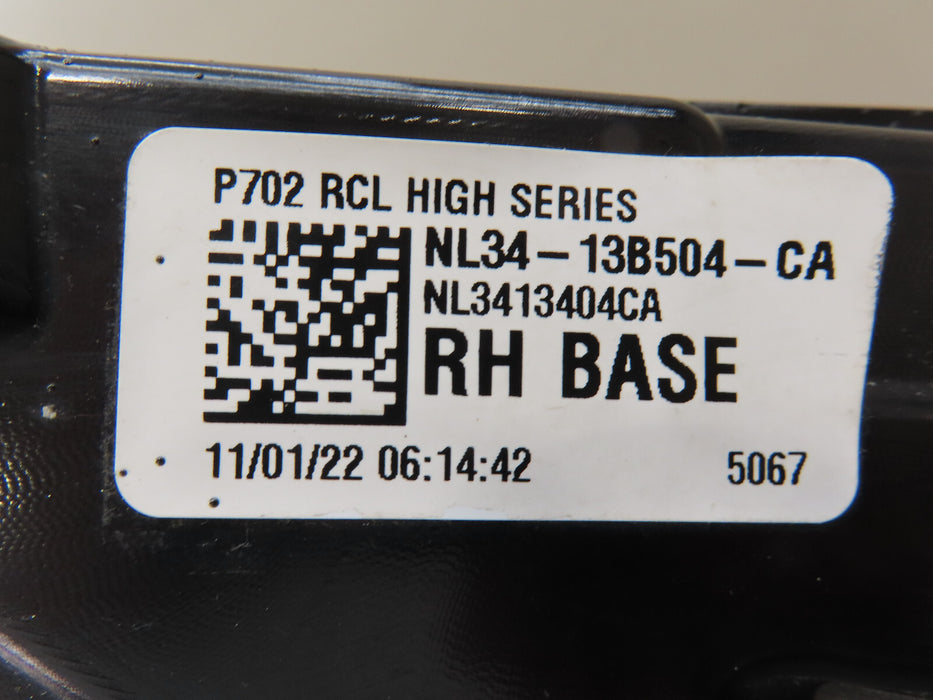 P702 RCL HIGH SERIES
NL34-13B504-CA
NL3413404CA
RH BASE
11/01/22 06:14:42 5067